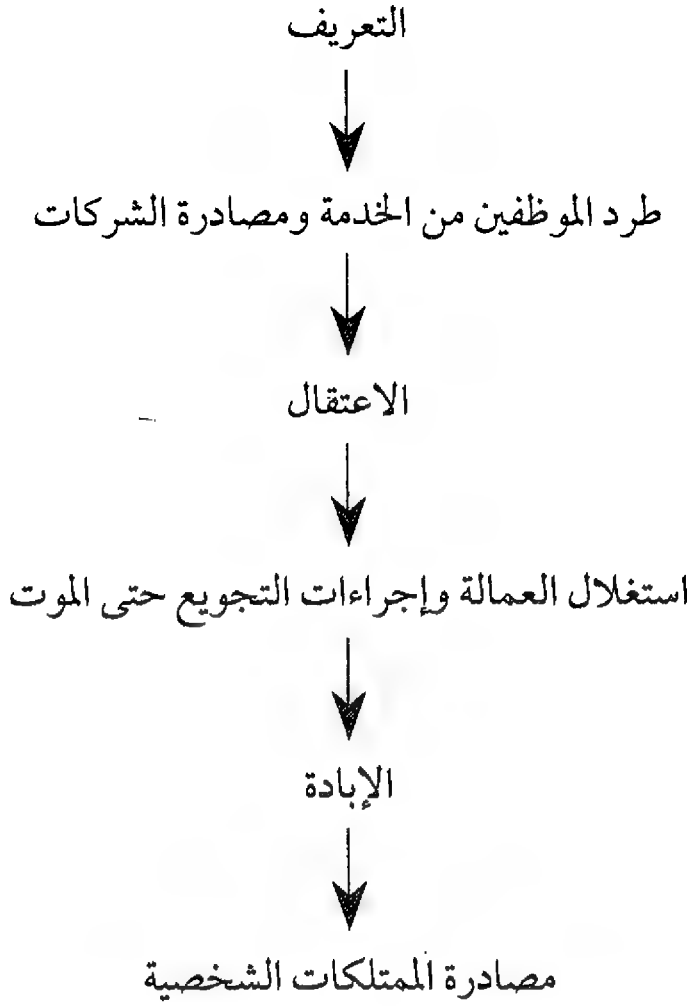 التعريف
طرد الموظفين من الخدمة ومصادرة الشركات
الاعتقال
استغلال العمالة وإجراءات التجويع حتى الموت
الإبادة
مصادرة الممتلكات الشخصية